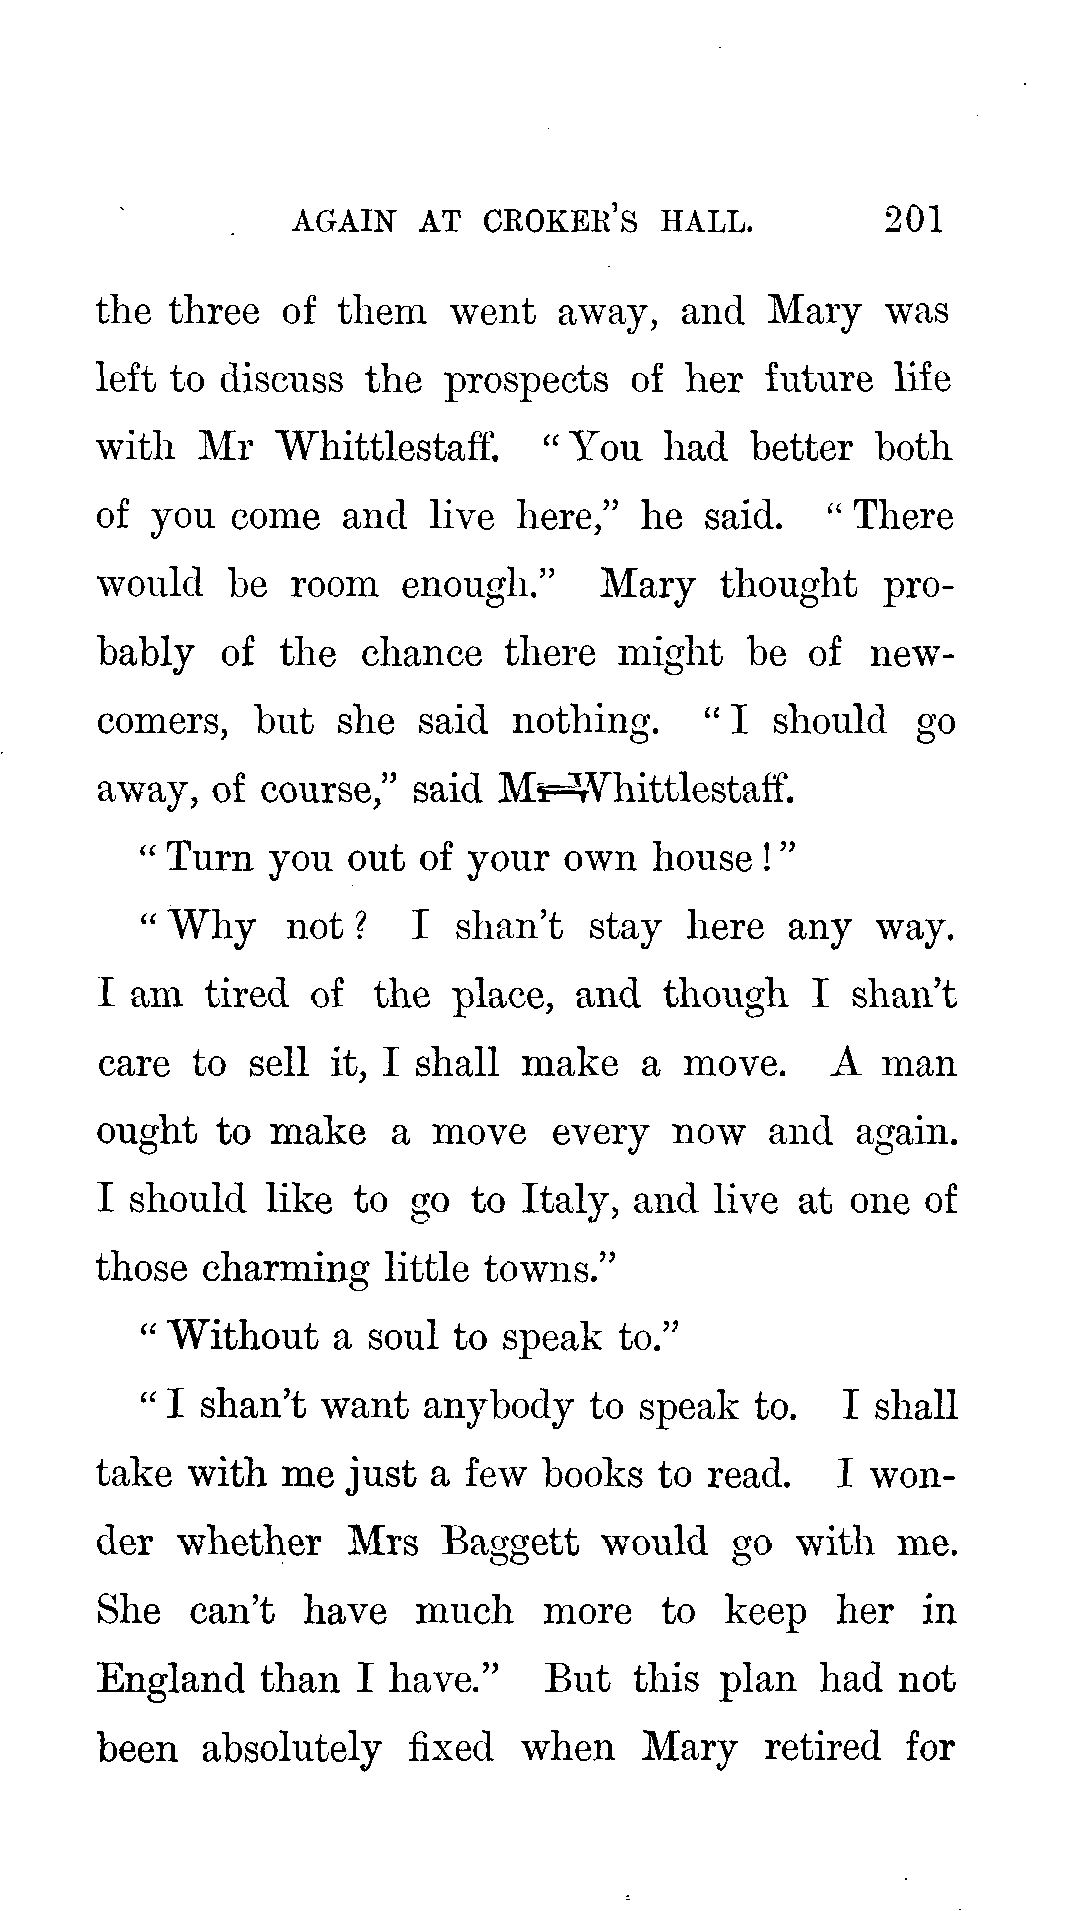 AGAIN AT CROKER'S HALL. 201
the three of them went away, and Mary was
left to discuss the prospects of her future life
with Mr Whittlestaff. “You had better both
of you come and live here,” he said. “There
would be room enough.” Mary thought pro-
bably of the chance there might be of new-
comers, but she said nothing. “I should go
away, of course,” said Mr Whittlestaff.
“Turn you out of your own house!”
“Why not? I shan’t stay here any way.
I am tired of the place, and though I shan’t
care to sell it, I shall make a move. A man
ought to make a move every now and again.
I should like to go to Italy, and live at one of
those charming little towns.”
“Without a soul to speak to.”
“I shan’t want anybody to speak to. I shall
take with me just a few books to read. I won-
der whether Mrs Baggett would go with me.
She can’t have much more to keep her in
England than I have.” But this plan had not
been absolutely fixed when Mary retired for